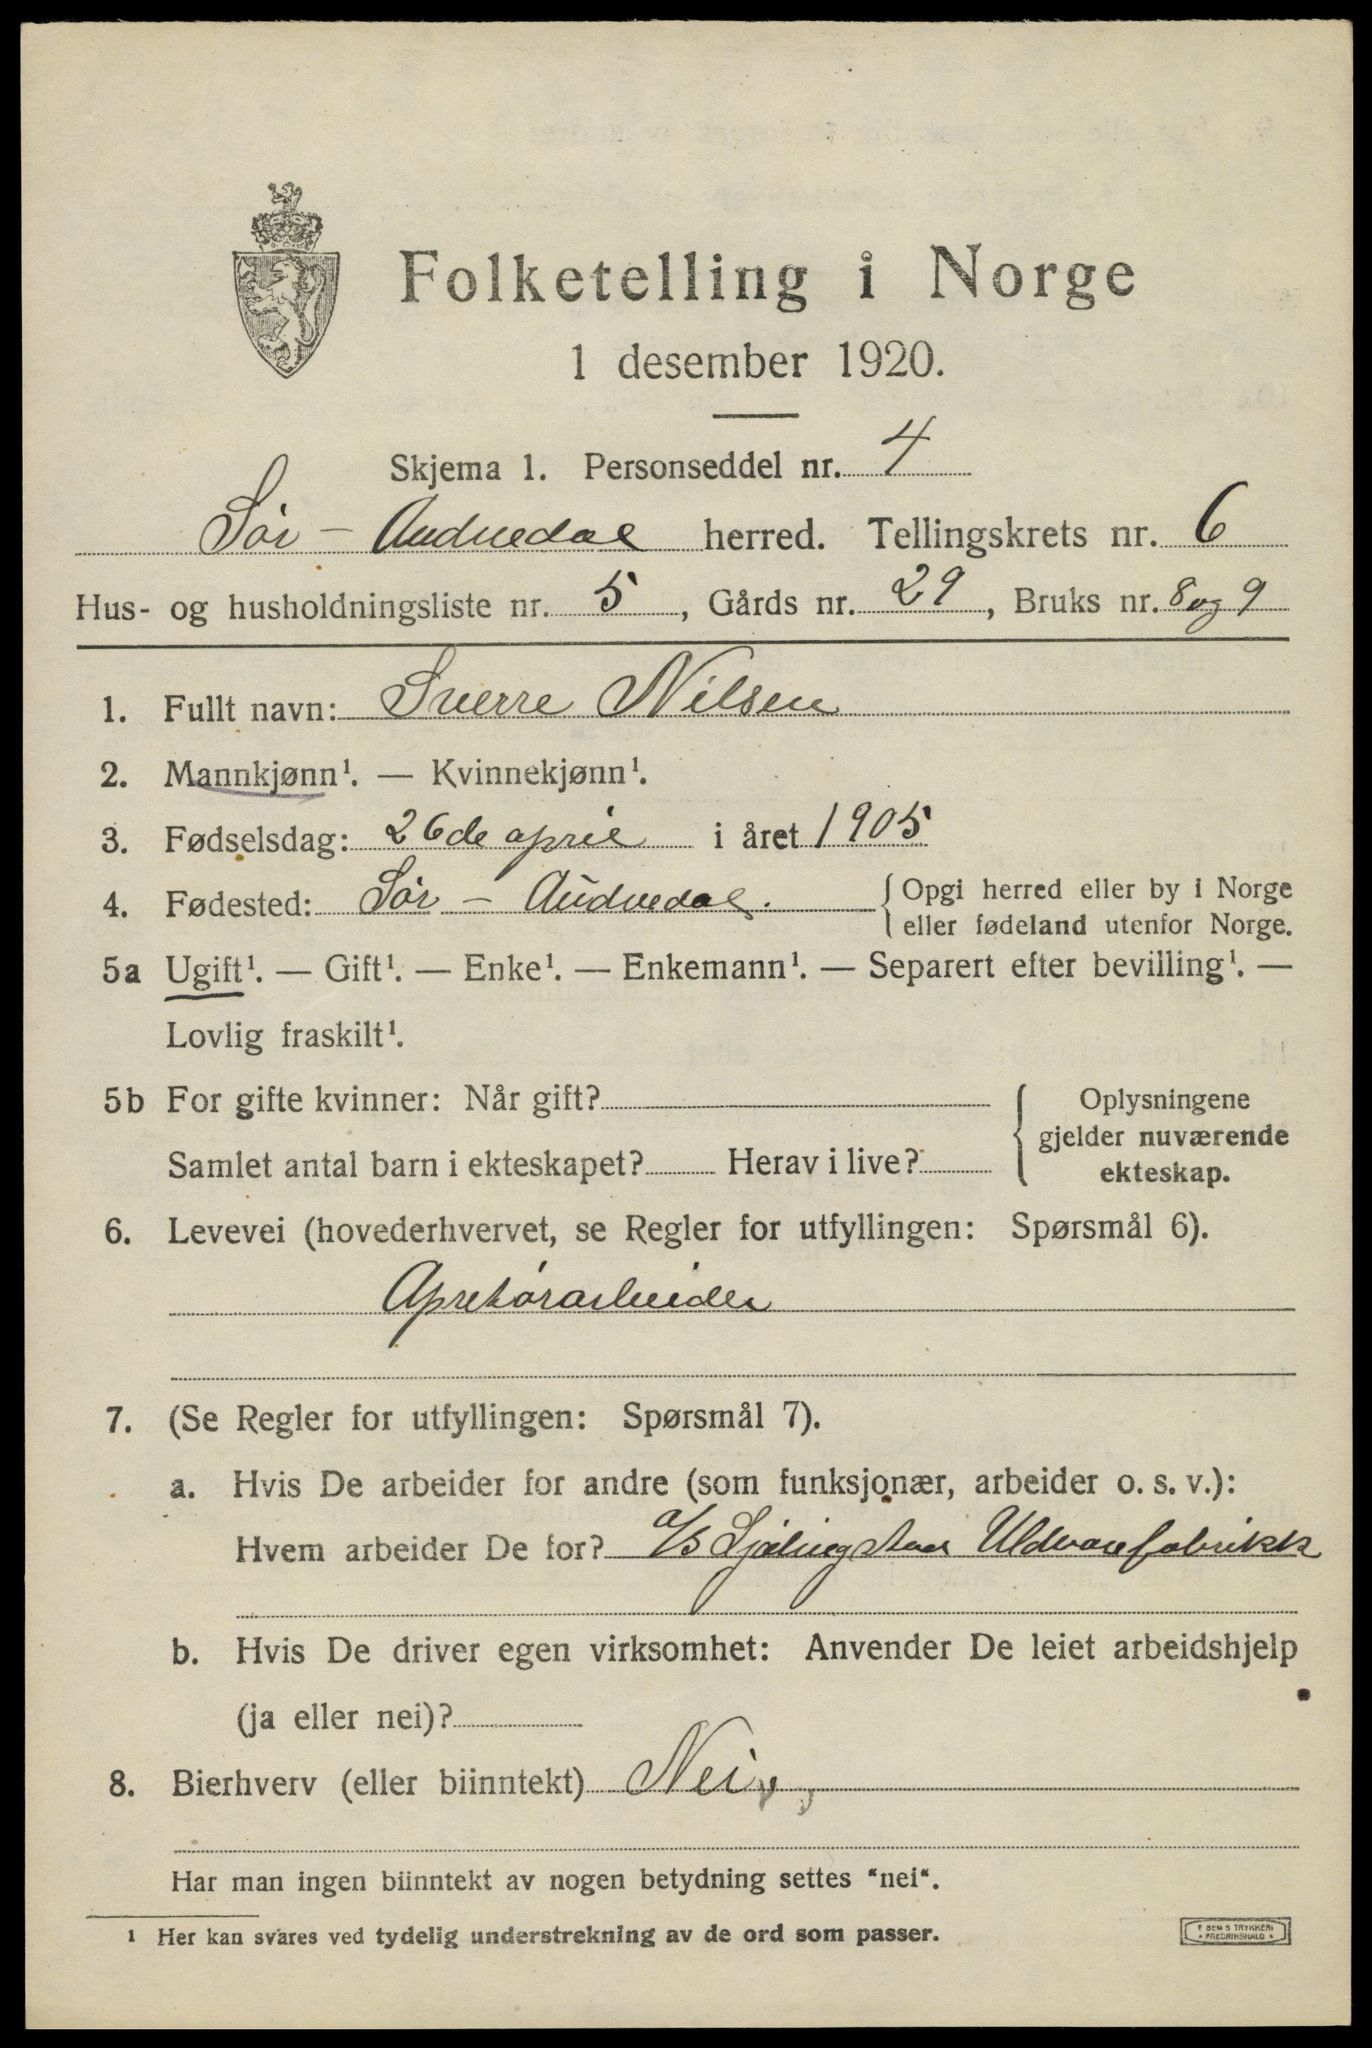 Folketelling i Norge
1 desember 1920.
Skjema 1. Personseddel nr. 4
Sør - Audnedal herred. Tellingskrets nr. 6
Hus- og husholdningsliste nr. 5, Gårds nr. 29, Bruks nr. 8 og 9
1. Fullt navn: Sverre Nilsen
2. Mannkjønn¹. — Kvinnekjønn¹.
3. Fødselsdag: 26de april i året 1905
4. Fødested: Sør - Audnedal. { Opgi herred eller by i Norge
eller fødeland utenfor Norge.
5a Ugift¹. — Gift¹. — Enke¹. — Enkemann¹. — Separert efter bevilling¹. —
Lovlig fraskilt¹.
5b For gifte kvinner: Når gift?
Samlet antal barn i ekteskapet? Herav i live?
Oplysningene
gjelder nuværende
ekteskap.
6. Levevei (hovederhvervet, se Regler for utfyllingen: Spørsmål 6).
Apretørarbeider
7. (Se Regler for utfyllingen: Spørsmål 7).
a. Hvis De arbeider for andre (som funksjonær, arbeider o. s. v.):
Hvem arbeider De for? a/s Sjølingstad Uldvarefabrikk
b. Hvis De driver egen virksomhet: Anvender De leiet arbeidshjelp
(ja eller nei)?
8. Bierhverv (eller biinntekt) Nei
Har man ingen biinntekt av nogen betydning settes "nei".
¹ Her kan svares ved tydelig understrekning av de ord som passer.
SEM S TRYKKERI
FREDRIKSHALD